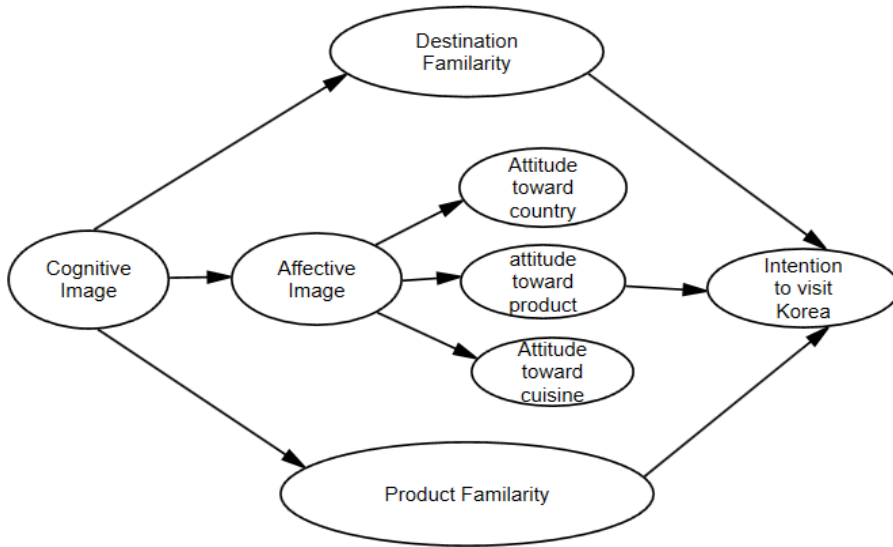 Destination
Familarity
Attitude
toward
country
Cognitive
Image
Affective
Image
attitude
toward
product
Intention
to visit
Korea
Attitude
toward
cuisine
Product Familarity